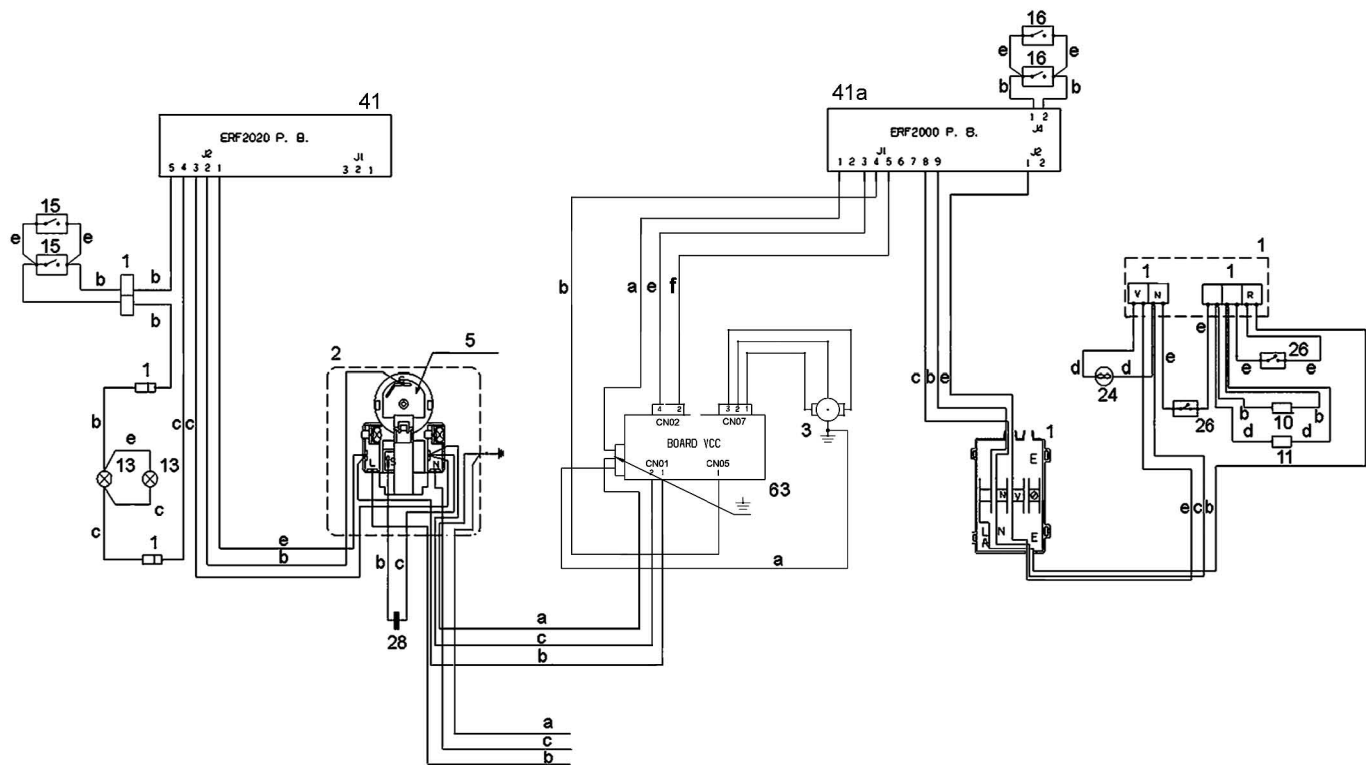 16
e e
16
b b
41
41a
1 2
J4
ERF2020 P. B.
ERF2000 P. B.
J2 J1
J1 J2
5 4 3 2 1
3 2 1
1 2 3 4 5 6 7 8 9
1 2
15
e e
15
1
b b
b
b a e f
c b e
1
1 1
V N
R
e
d d
24
e
26
e e
26
b b
10
d d
11
1
b
e
13 13
c c
c
c
1
2 5
L S N
4 2
3 2 1
CN02 CN07
BOARD VCC
CN01 CN05
2 1
1
3
63
1
E
N V
L N
A E
e c b
e
b
b c
28
a
a
c
b
a
c
b